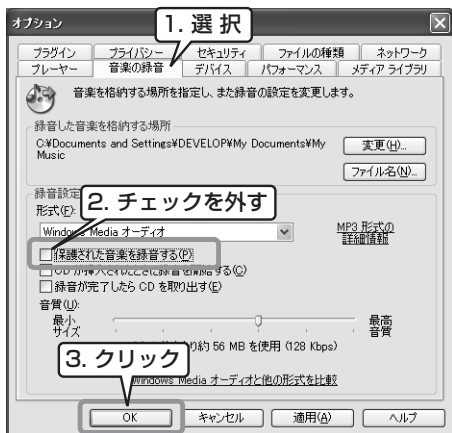 オプション
1. 選 択
プラグイン プライバシー セキュリティ ファイルの種類 ネットワーク
プレーヤー 音楽の録音 デバイス パフォーマンス メディア ライブラリ
音楽を格納する場所を指定し、また録音の設定を変更します。
録音した音楽を格納する場所
C:¥Documents and Settings¥DEVELOP¥My Documents¥My
Music
変更(H)...
ファイル名(N)...
録音設定
2. チェックを外す
形式(F):
Windows Media オーディオ
MP3 形式の
詳細情報
保護された音楽を録音する(P)
CD が挿入されたときに録音を開始する(C)
録音が完了したら CD を取り出す(E)
音質(U):
最小
サイズ
最高
音質
約 56 MB を使用 (128 Kbps)
3. クリック
Windows Media オーディオと他の形式を比較
OK キャンセル 適用(A) ヘルプ